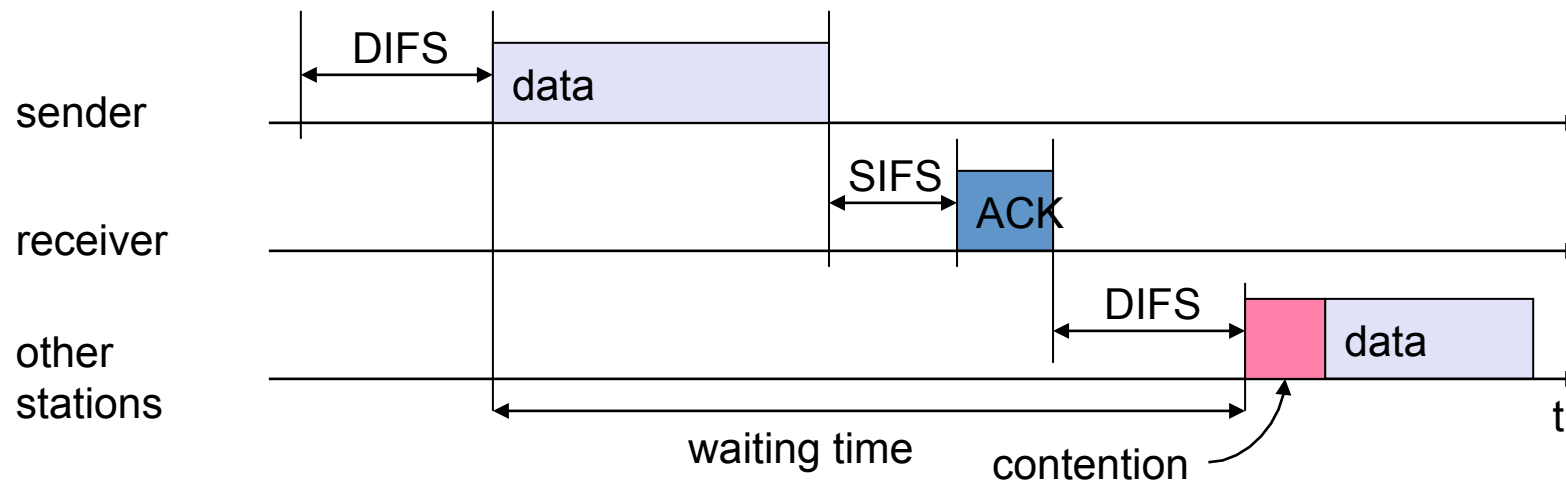 DIFS
data
sender
SIFS
ACK
receiver
DIFS
data
other
stations
t
waiting time
contention